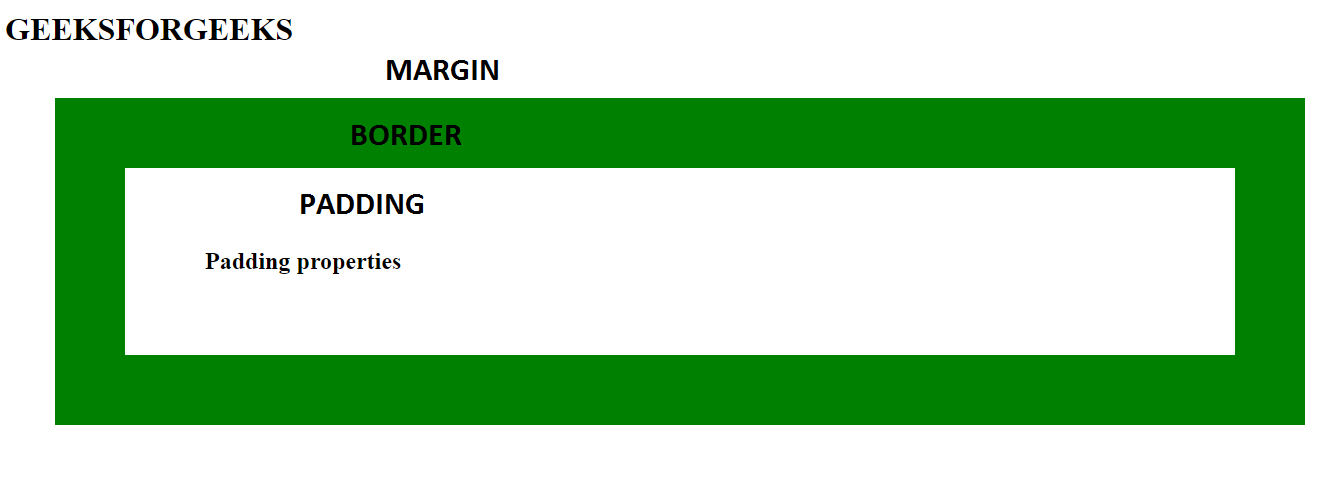 GEEKSFORGEEKS
MARGIN
BORDER
PADDING
Padding properties